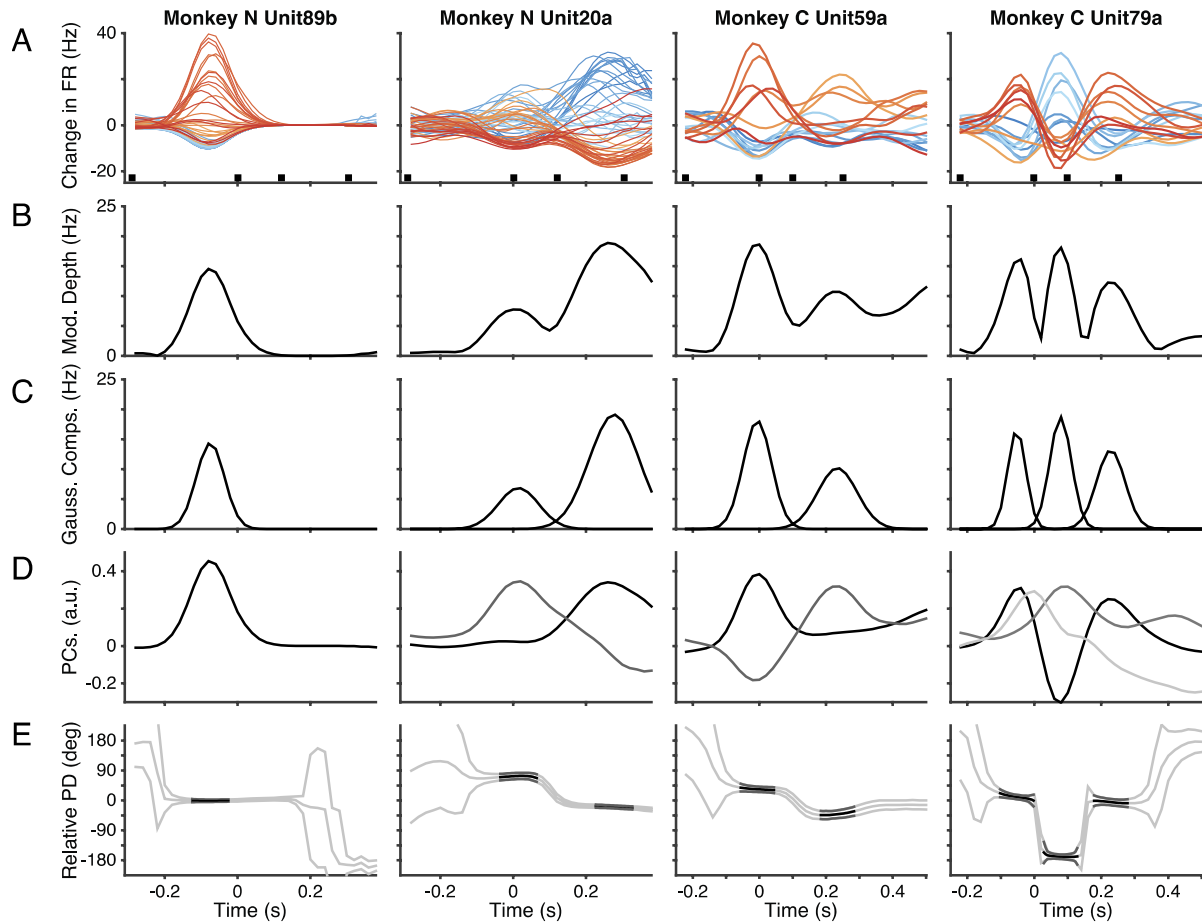 Monkey N Unit89b
Monkey N Unit20a
Monkey C Unit59a
Monkey C Unit79a
A
Change in FR (Hz)
40
0
-20
B
Mod. Depth (Hz)
25
0
C
Gauss. Comps. (Hz)
25
0
D
PCs. (a.u.)
0.4
0
-0.2
E
Relative PD (deg)
180
90
0
-90
-180
-0.2 0 0.2
-0.2 0 0.2
-0.2 0 0.2 0.4
-0.2 0 0.2 0.4
Time (s)
Time (s)
Time (s)
Time (s)